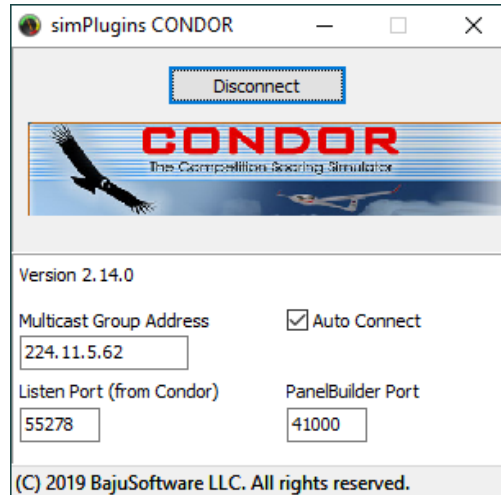 simPlugins CONDOR
Disconnect
CONDOR
The Competition Soaring Simulator
Version 2.14.0
Multicast Group Address
Auto Connect
224.11.5.62
Listen Port (from Condor)
PanelBuilder Port
55278
41000
(C) 2019 BajuSoftware LLC. All rights reserved.